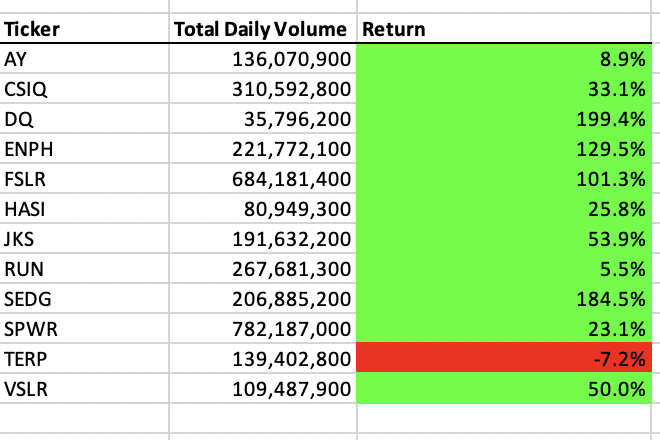 Ticker Total Daily Volume Return
AY 136,070,900 8.9%
CSIQ 310,592,800 33.1%
DQ 35,796,200 199.4%
ENPH 221,772,100 129.5%
FSLR 684,181,400 101.3%
HASI 80,949,300 25.8%
JKS 191,632,200 53.9%
RUN 267,681,300 5.5%
SEDG 206,885,200 184.5%
SPWR 782,187,000 23.1%
TERP 139,402,800 -7.2%
VSLR 109,487,900 50.0%